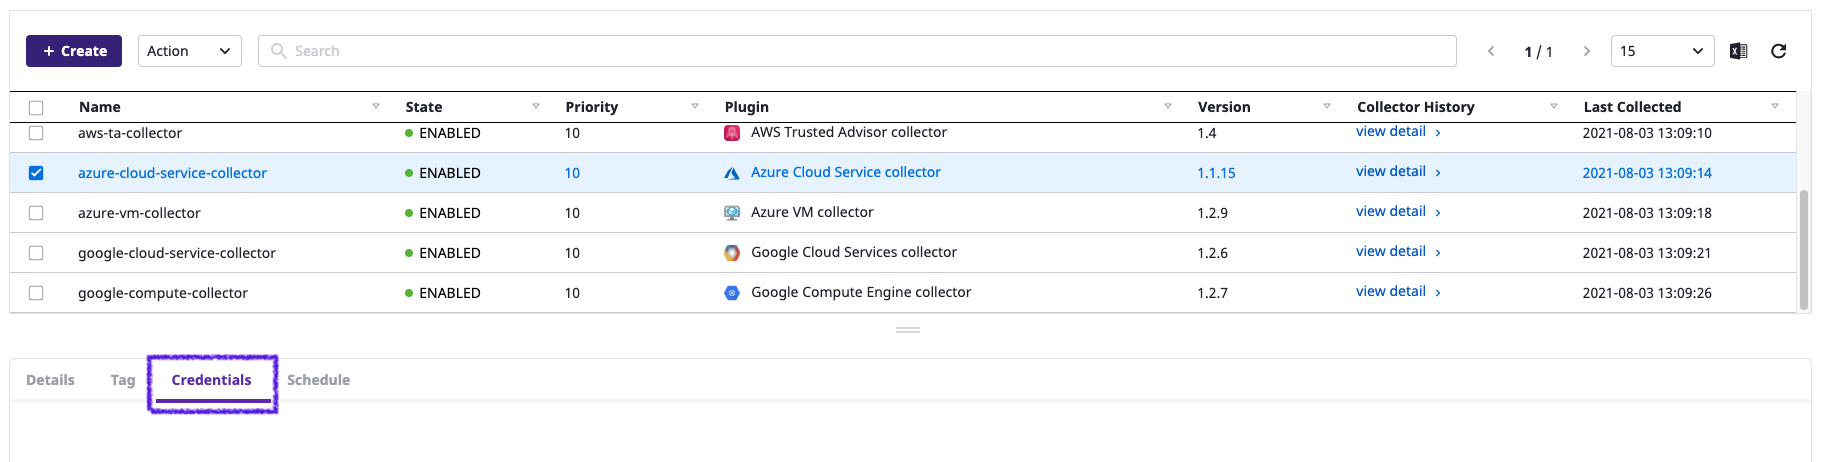 + Create Action Search 1 / 1 15
Name State Priority Plugin Version Collector History Last Collected
aws-ta-collector ENABLED 10 AWS Trusted Advisor collector 1.4 view detail 2021-08-03 13:09:10
azure-cloud-service-collector ENABLED 10 Azure Cloud Service collector 1.1.15 view detail 2021-08-03 13:09:14
azure-vm-collector ENABLED 10 Azure VM collector 1.2.9 view detail 2021-08-03 13:09:18
google-cloud-service-collector ENABLED 10 Google Cloud Services collector 1.2.6 view detail 2021-08-03 13:09:21
google-compute-collector ENABLED 10 Google Compute Engine collector 1.2.7 view detail 2021-08-03 13:09:26
Details Tag Credentials Schedule